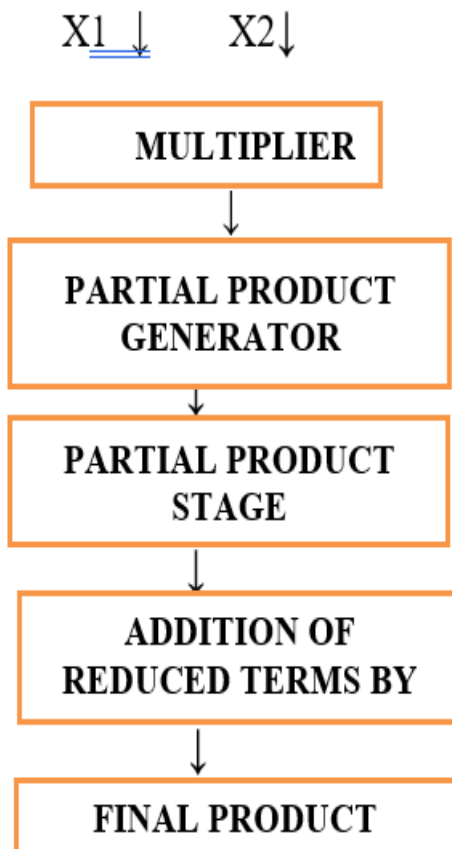 X1 ↓ X2↓
MULTIPLIER
PARTIAL PRODUCT
GENERATOR
PARTIAL PRODUCT
STAGE
ADDITION OF
REDUCED TERMS BY
FINAL PRODUCT